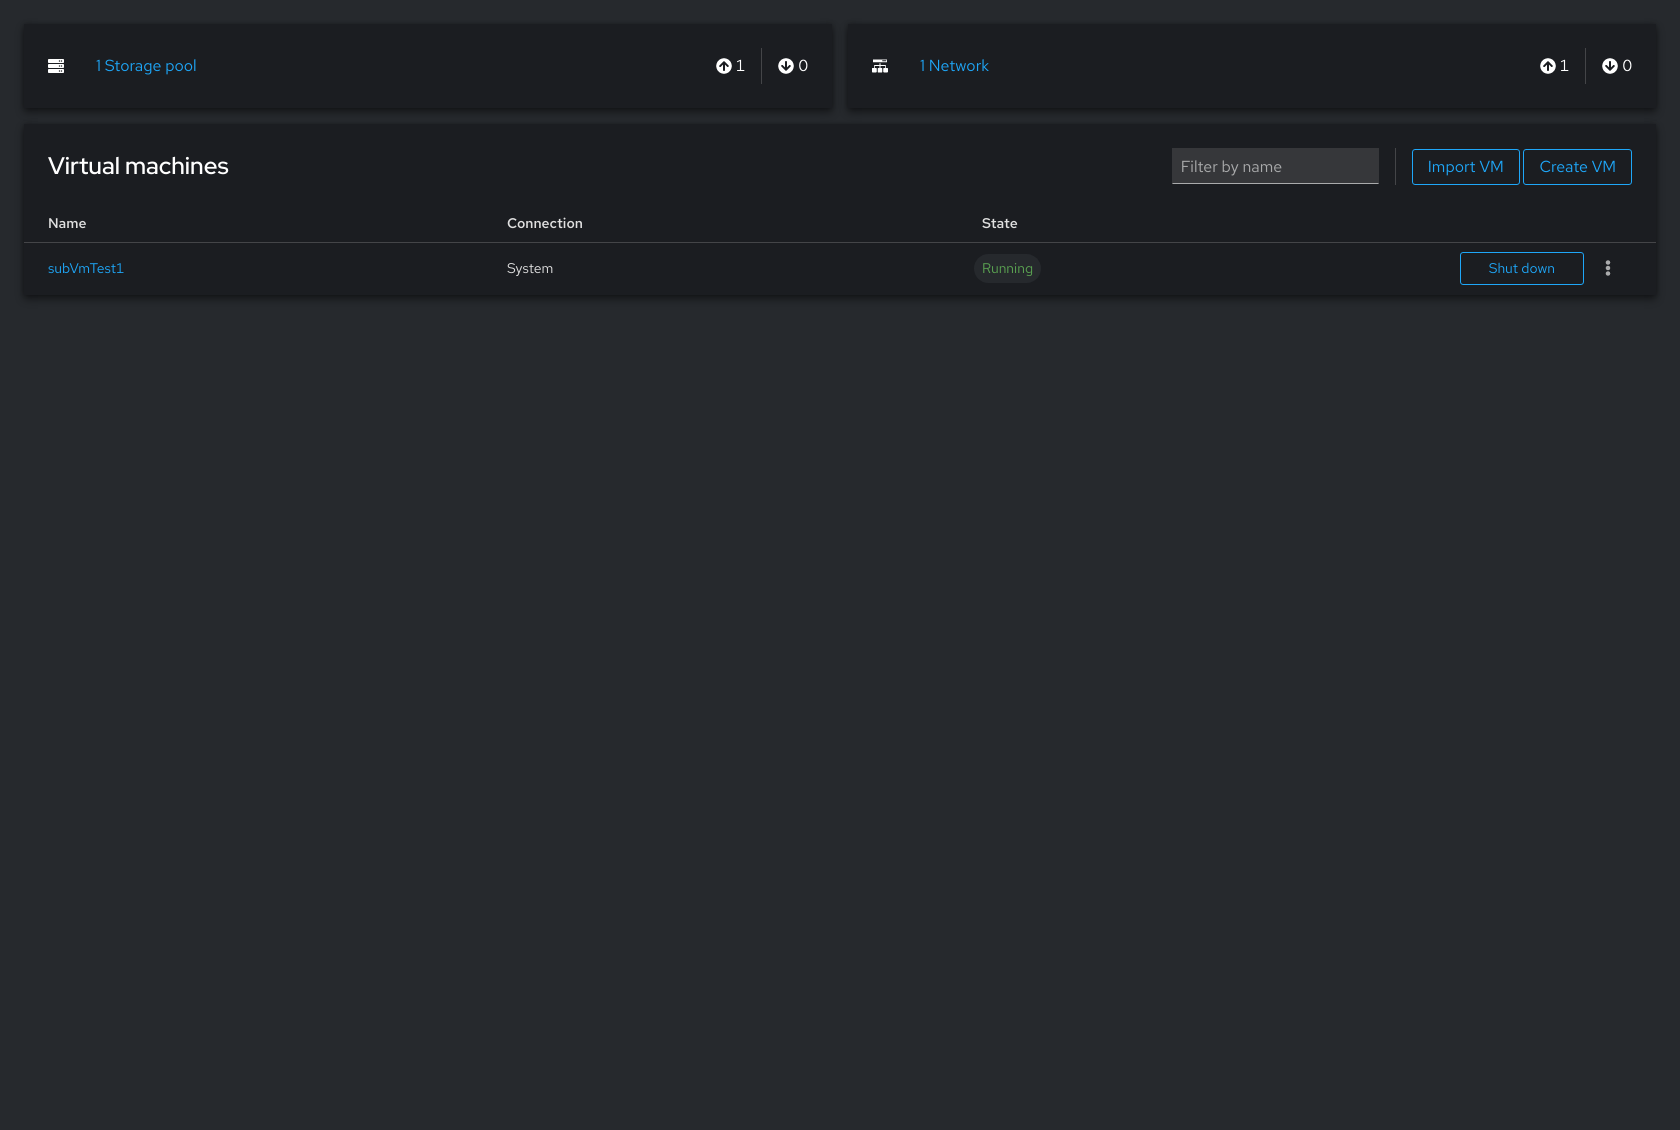 1 Storage pool 1 0
1 Network 1 0
Virtual machines
Filter by name
Import VM
Create VM
Name Connection State
subVmTest1 System Running Shut down